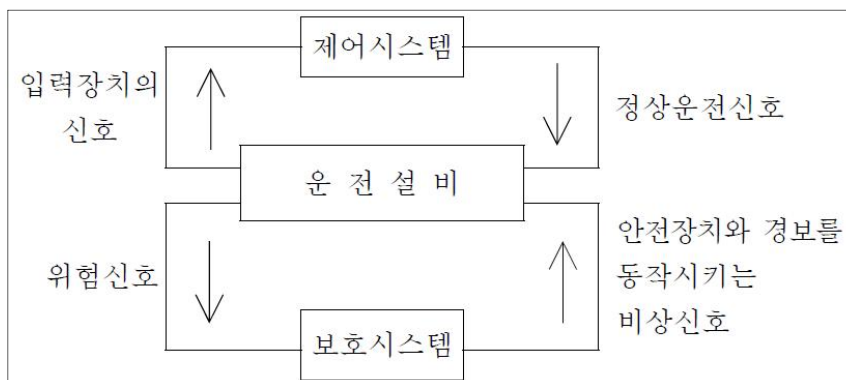 제어시스템
입력장치의
신호
정상운전신호
운 전 설 비
위험신호
안전장치와 경보를
동작시키는
비상신호
보호시스템